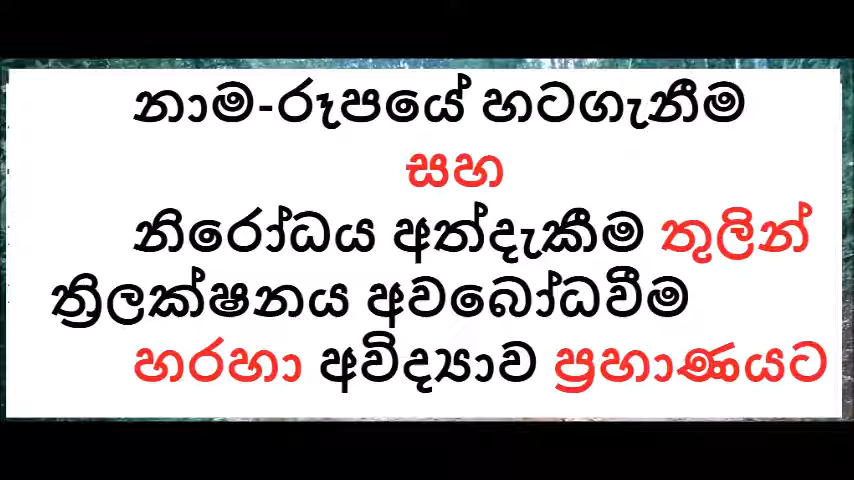 නාම-රූපයේ හටගැනීම
සහ
නිරෝධය අත්දැකීම තුලින්
ත්‍රිලක්ෂනය අවබෝධවීම
හරහා අවිද්‍යාව ප්‍රහාණයට